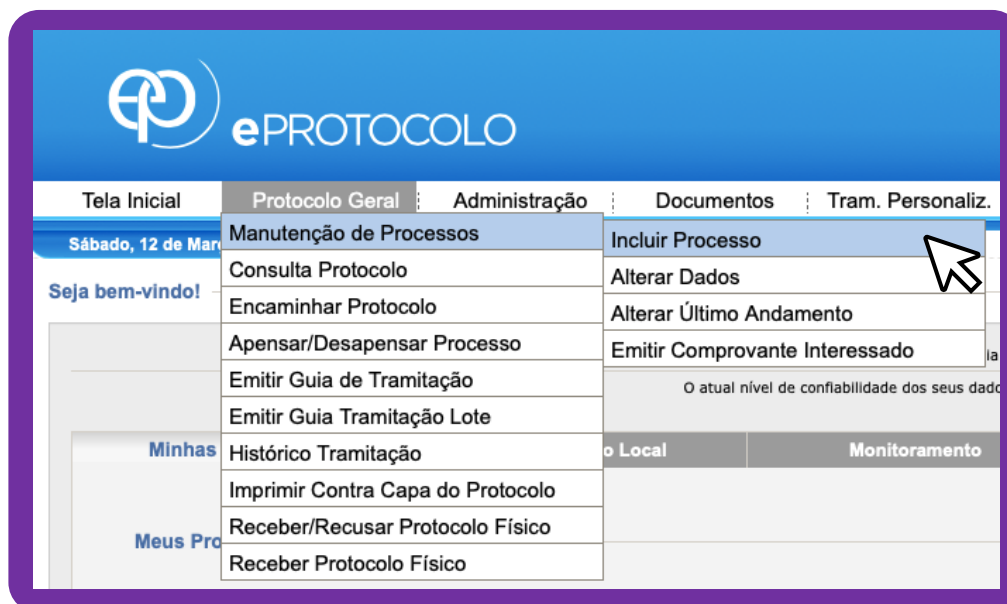 ep
ePROTOCOLO
Tela Inicial Protocolo Geral Administração Documentos Tram. Personaliz.
Sábado, 12 de Mar
Seja bem-vindo!
Manutenção de Processos
Consulta Protocolo
Encaminhar Protocolo
Apensar/Desapensar Processo
Emitir Guia de Tramitação
Emitir Guia Tramitação Lote
Histórico Tramitação
Imprimir Contra Capa do Protocolo
Receber/Recusar Protocolo Físico
Receber Protocolo Físico
Incluir Processo
Alterar Dados
Alterar Último Andamento
Emitir Comprovante Interessado
O atual nível de confiabilidade dos seus
Minhas
Local Monitoramento
Meus